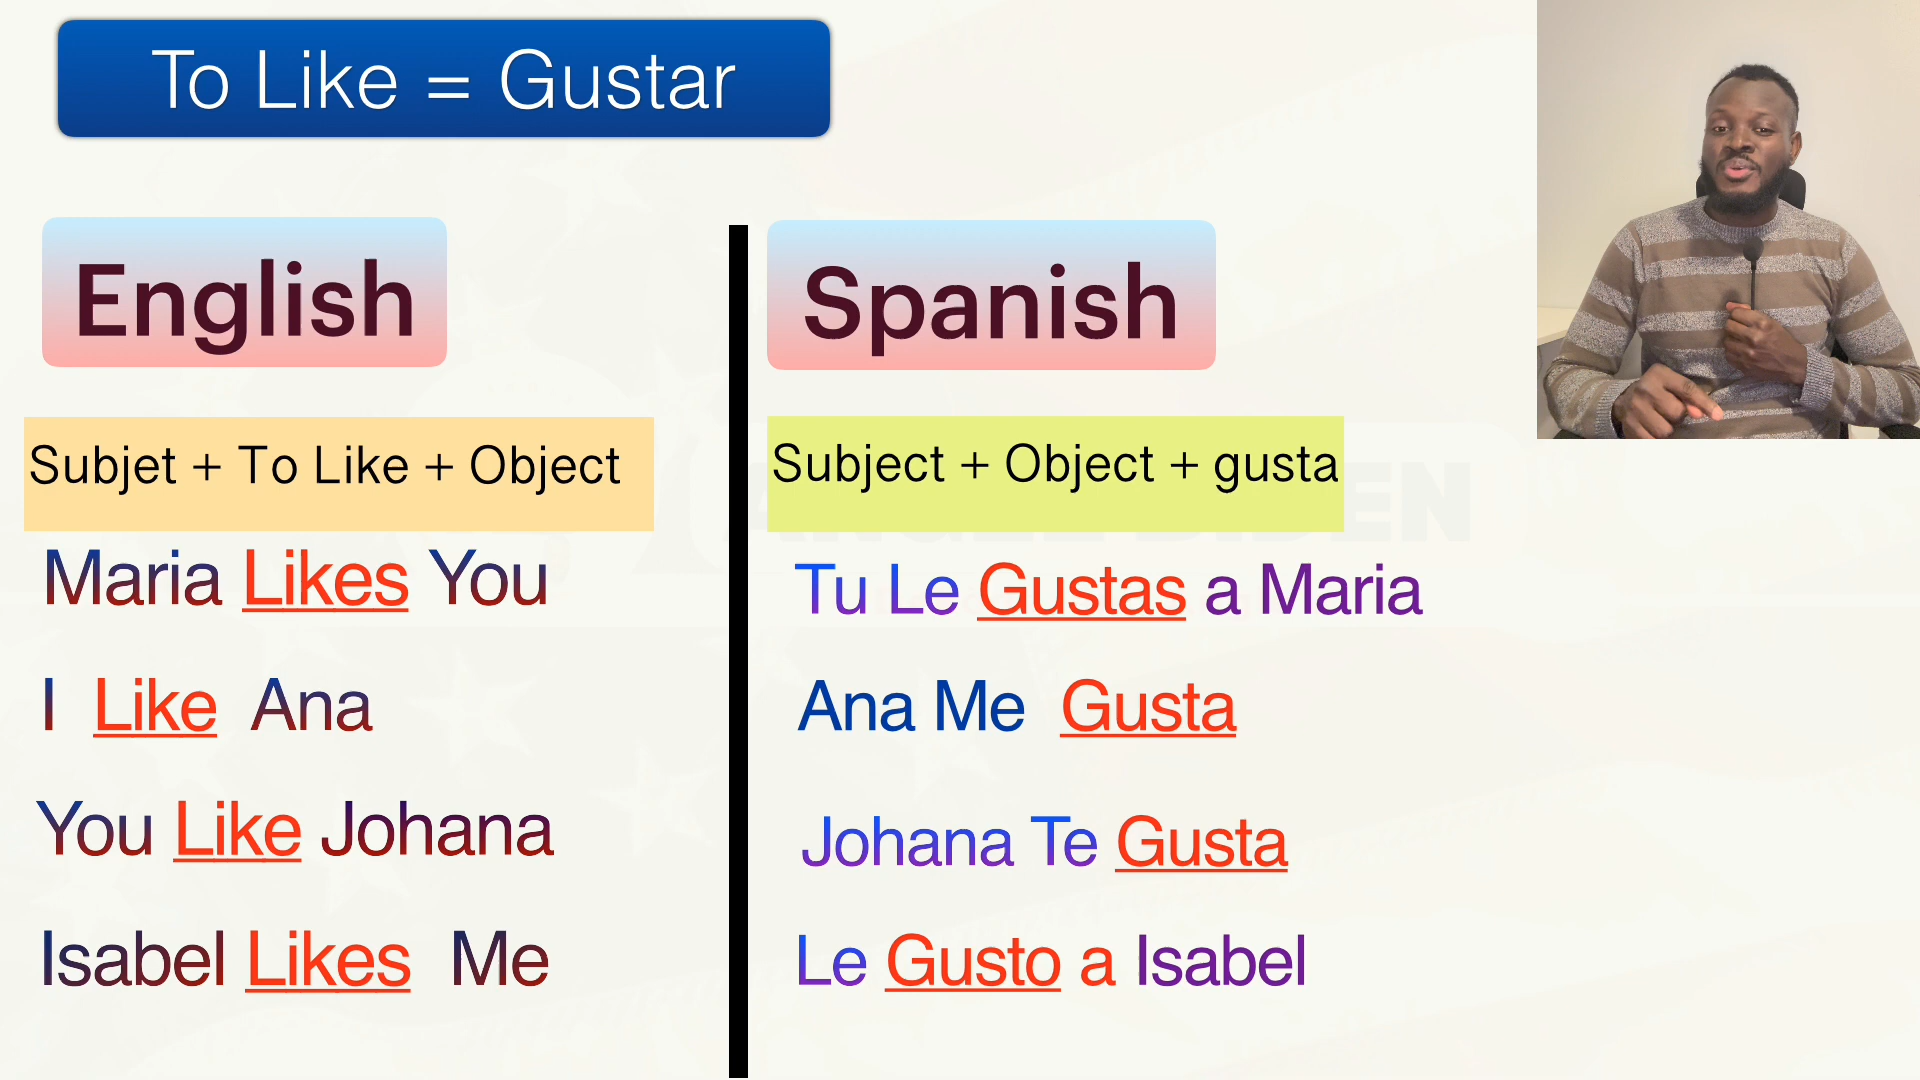 To Like = Gustar
English
Subjet + To Like + Object
Maria Likes You
I Like Ana
You Like Johana
Isabel Likes Me
Spanish
Subject + Object + gusta
Tu Le Gustas a Maria
Ana Me Gusta
Johana Te Gusta
Le Gusto a Isabel